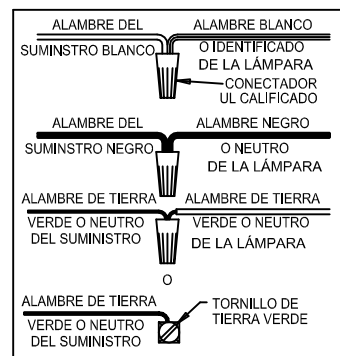 ALAMBRE DEL ALAMBRE BLANCO
SUMINSTRO BLANCO O IDENTIFICADO
DE LA LÁMPARA
CONECTADOR
UL CALIFICADO
ALAMBRE DEL ALAMBRE NEGRO
SUMINSTRO NEGRO O NEUTRO
DE LA LÁMPARA
ALAMBRE DE TIERRA ALAMBRE DE TIERRA
VERDE O NEUTRO VERDE O NEUTRO
DEL SUMINISTRO DE LA LÁMPARA
O
ALAMBRE DE TIERRA TORNILLO DE
VERDE O NEUTRO TIERRA VERDE
DEL SUMINISTRO